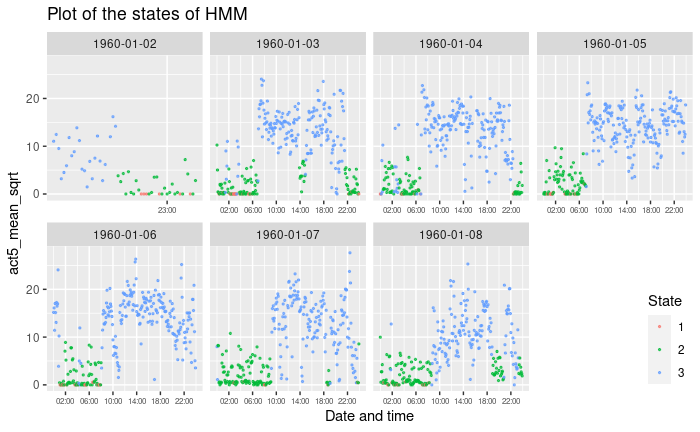 Plot of the states of HMM
1960-01-02 1960-01-03 1960-01-04 1960-01-05
20
10
0
23:00 02:00 06:00 10:00 14:00 18:00 22:00 02:00 06:00 10:00 14:00 18:00 22:00 02:00 06:00 10:00 14:00 18:00 22:00
act5_mean_sqrt
1960-01-06 1960-01-07 1960-01-08
20
10
0
02:00 06:00 10:00 14:00 18:00 22:00 02:00 06:00 10:00 14:00 18:00 22:00 02:00 06:00 10:00 14:00 18:00 22:00
Date and time
State
1
2
3